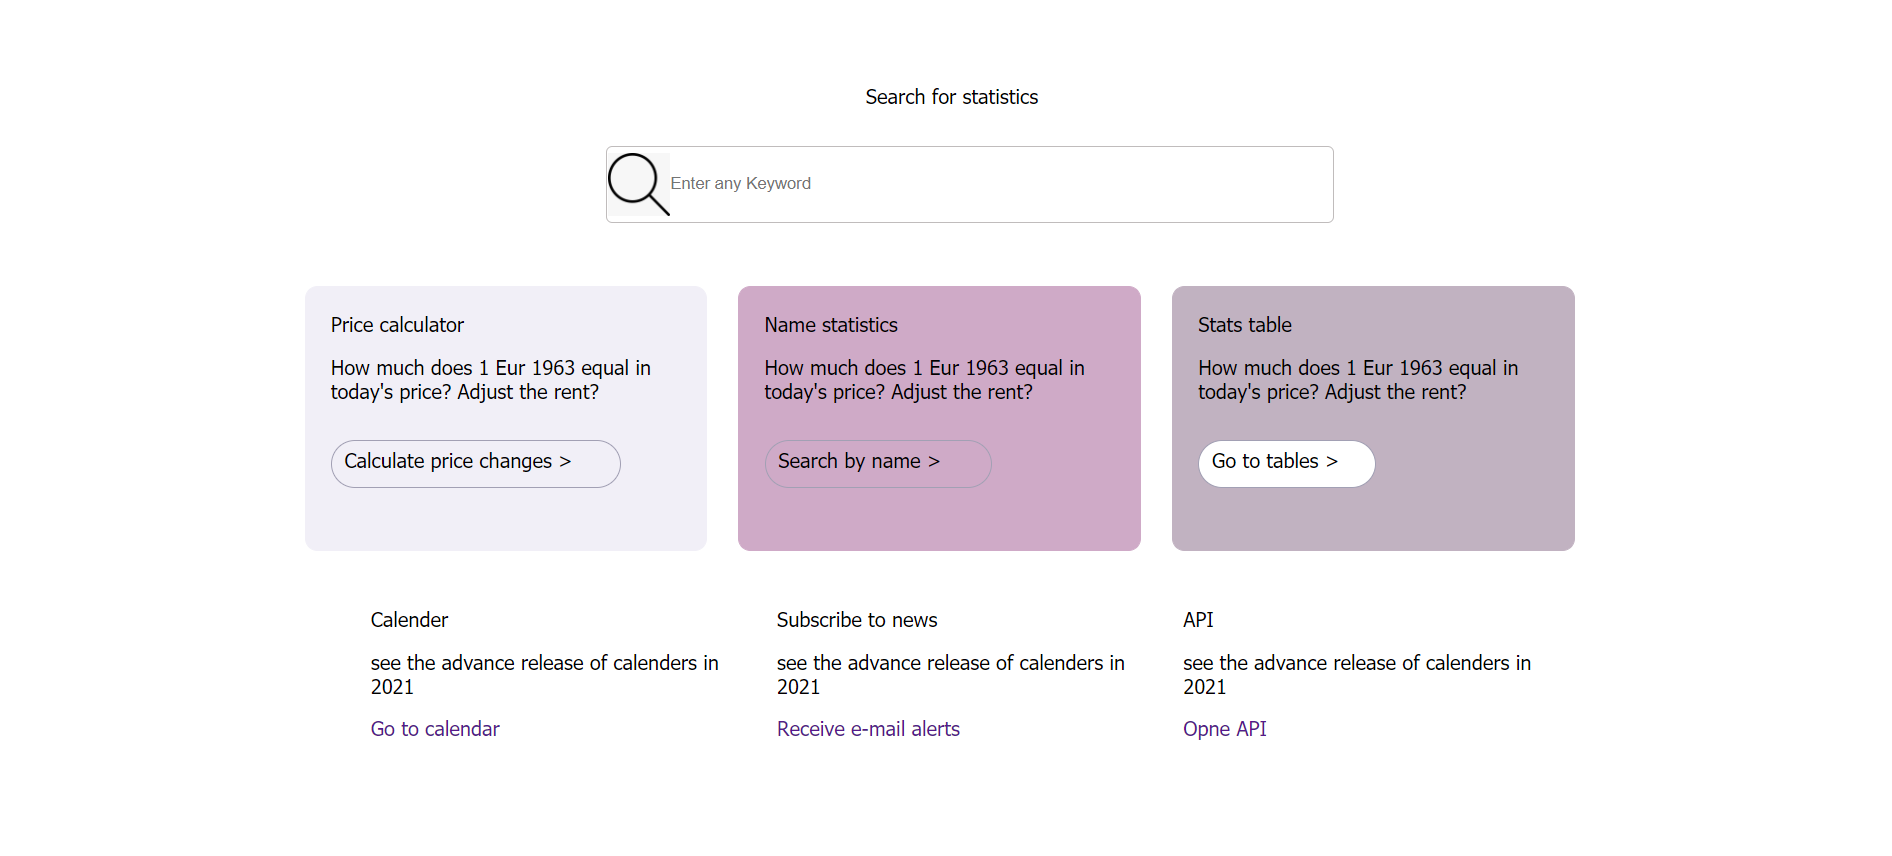 Search for statistics
Enter any Keyword
Price calculator
How much does 1 Eur 1963 equal in
today's price? Adjust the rent?
Calculate price changes >
Name statistics
How much does 1 Eur 1963 equal in
today's price? Adjust the rent?
Search by name >
Stats table
How much does 1 Eur 1963 equal in
today's price? Adjust the rent?
Go to tables >
Calender
see the advance release of calenders in
2021
Go to calendar
Subscribe to news
see the advance release of calenders in
2021
Receive e-mail alerts
API
see the advance release of calenders in
2021
Opne API